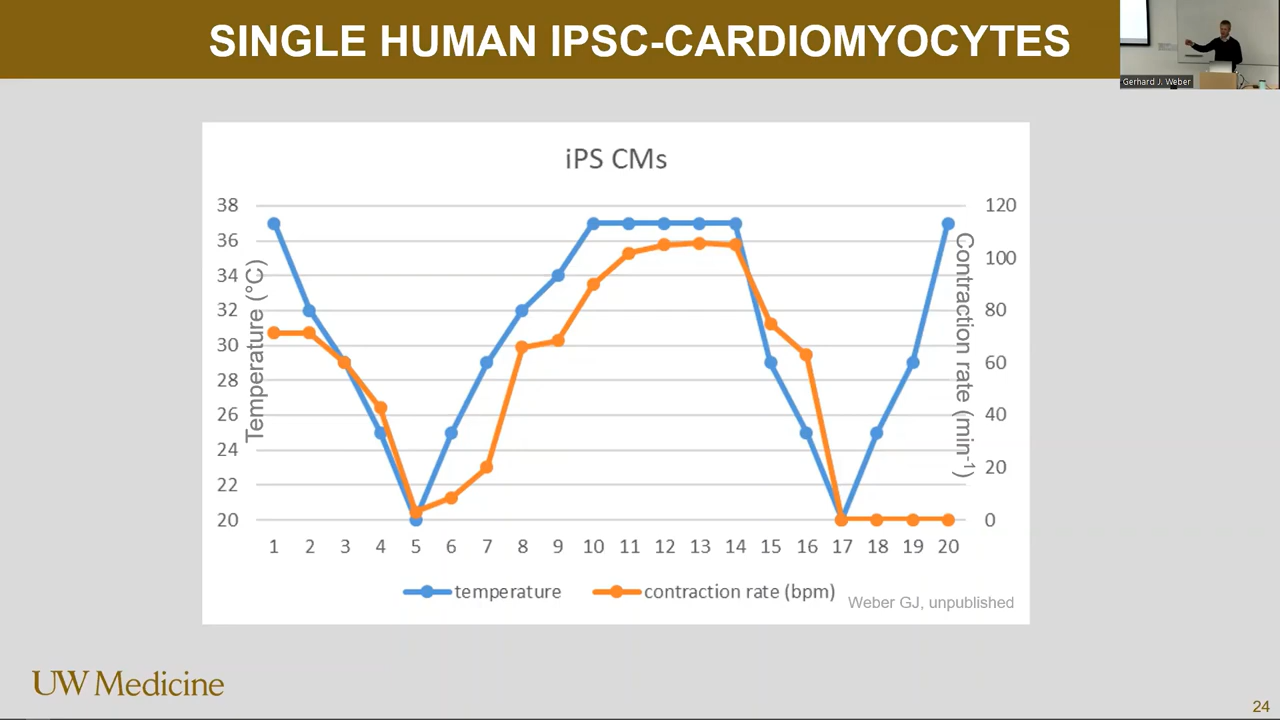 SINGLE HUMAN IPSC-CARDIOMYOCYTES
Gerhard J. Weber
iPS CMs
38
36
34
32
30
28
26
24
22
20
Temperature (°C)
120
100
80
60
40
20
0
Contraction rate (min-1)
1 2 3 4 5 6 7 8 9 10 11 12 13 14 15 16 17 18 19 20
temperature
contraction rate (bpm)
Weber GJ, unpublished
UW Medicine
24